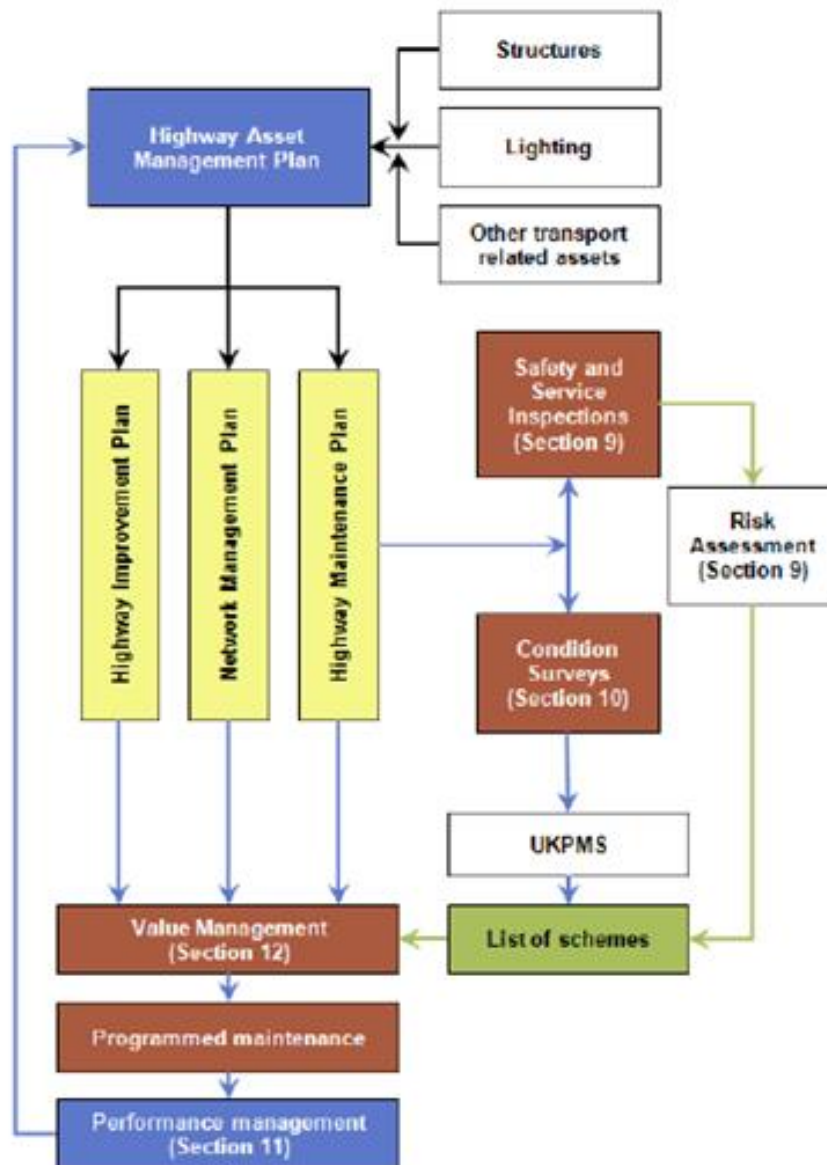 Structures
Highway Asset
Management Plan
Lighting
Other transport
related assets
Highway Improvement Plan
Network Management Plan
Highway Maintenance Plan
Safety and
Service
Inspections
(Section 9)
Risk
Assessment
(Section 9)
Condition
Surveys
(Section 10)
UKPMS
Value Management
(Section 12)
List of schemes
Programmed maintenance
Performance management
(Section 11)